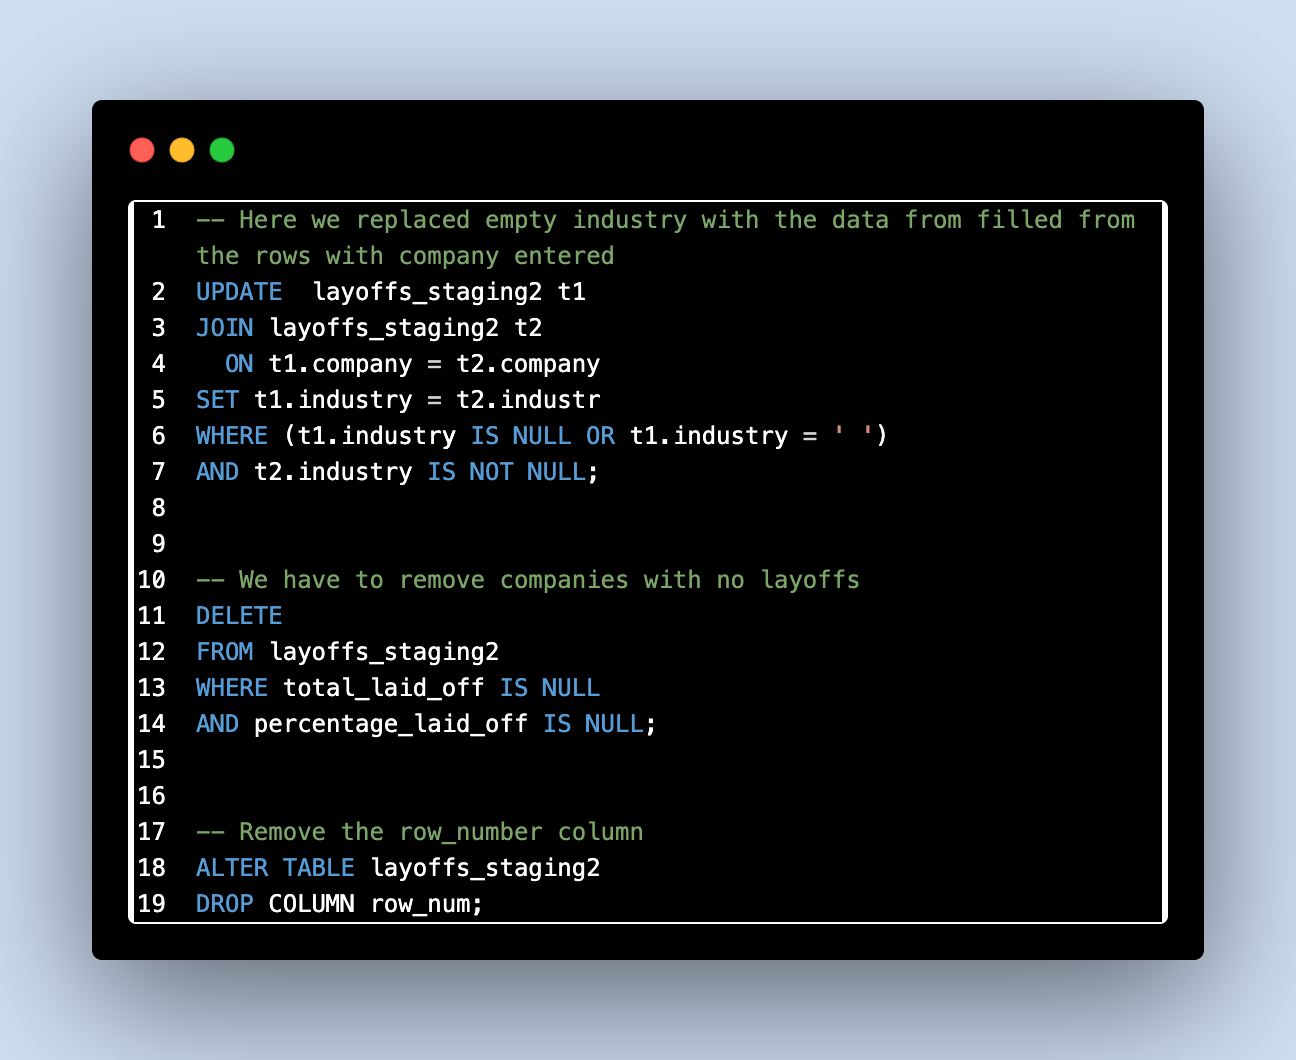 1 -- Here we replaced empty industry with the data from filled from
the rows with company entered
2 UPDATE  layoffs_staging2 t1
3 JOIN layoffs_staging2 t2
4   ON t1.company = t2.company
5 SET t1.industry = t2.industr
6 WHERE (t1.industry IS NULL OR t1.industry = ' ')
7 AND t2.industry IS NOT NULL;
8
9
10 -- We have to remove companies with no layoffs
11 DELETE
12 FROM layoffs_staging2
13 WHERE total_laid_off IS NULL
14 AND percentage_laid_off IS NULL;
15
16
17 -- Remove the row_number column
18 ALTER TABLE layoffs_staging2
19 DROP COLUMN row_num;